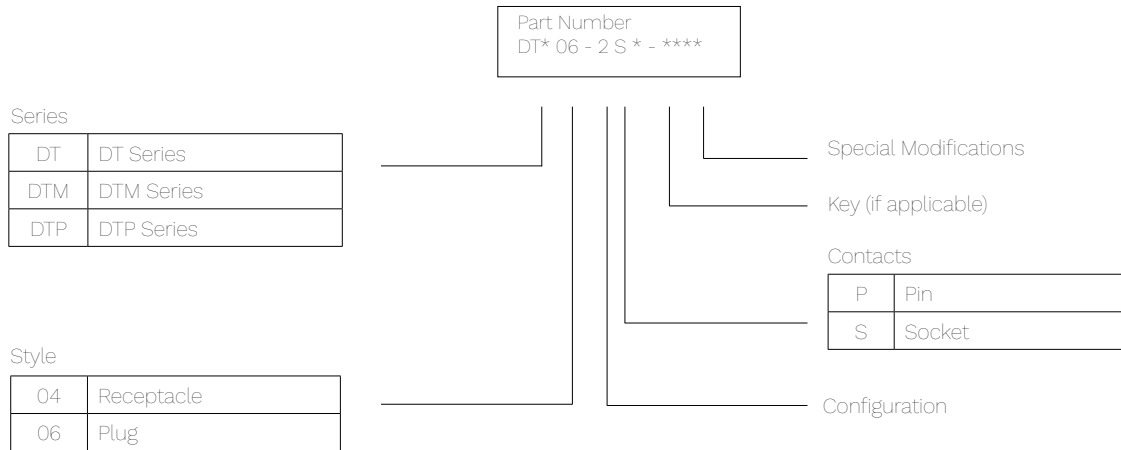 Part Number
DT* 06 - 2 S * - ****
Series
DT DT Series
DTM DTM Series
DTP DTP Series
Special Modifications
Key (if applicable)
Contacts
P Pin
S Socket
Style
04 Receptacle
06 Plug
Configuration